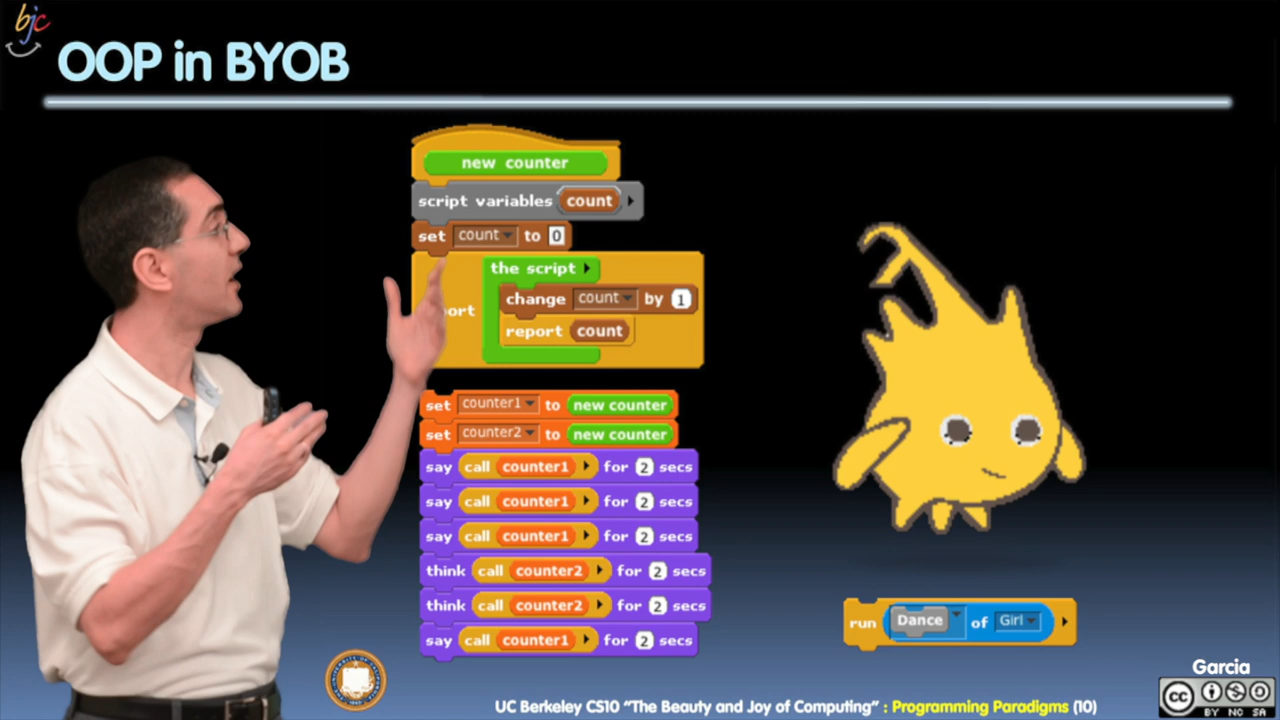 bjc
OOP in BYOB
new counter
script variables count
set count to 0
ort
the script
change count by 1
report count
set counter1 to new counter
set counter2 to new counter
say call counter1 for 2 secs
say call counter1 for 2 secs
say call counter1 for 2 secs
think call counter2 for 2 secs
think call counter2 for 2 secs
say call counter1 for 2 secs
run Dance of Girl
Garcia
UC Berkeley CS10 “The Beauty and Joy of Computing” : Programming Paradigms (10)
cc
BY NC SA